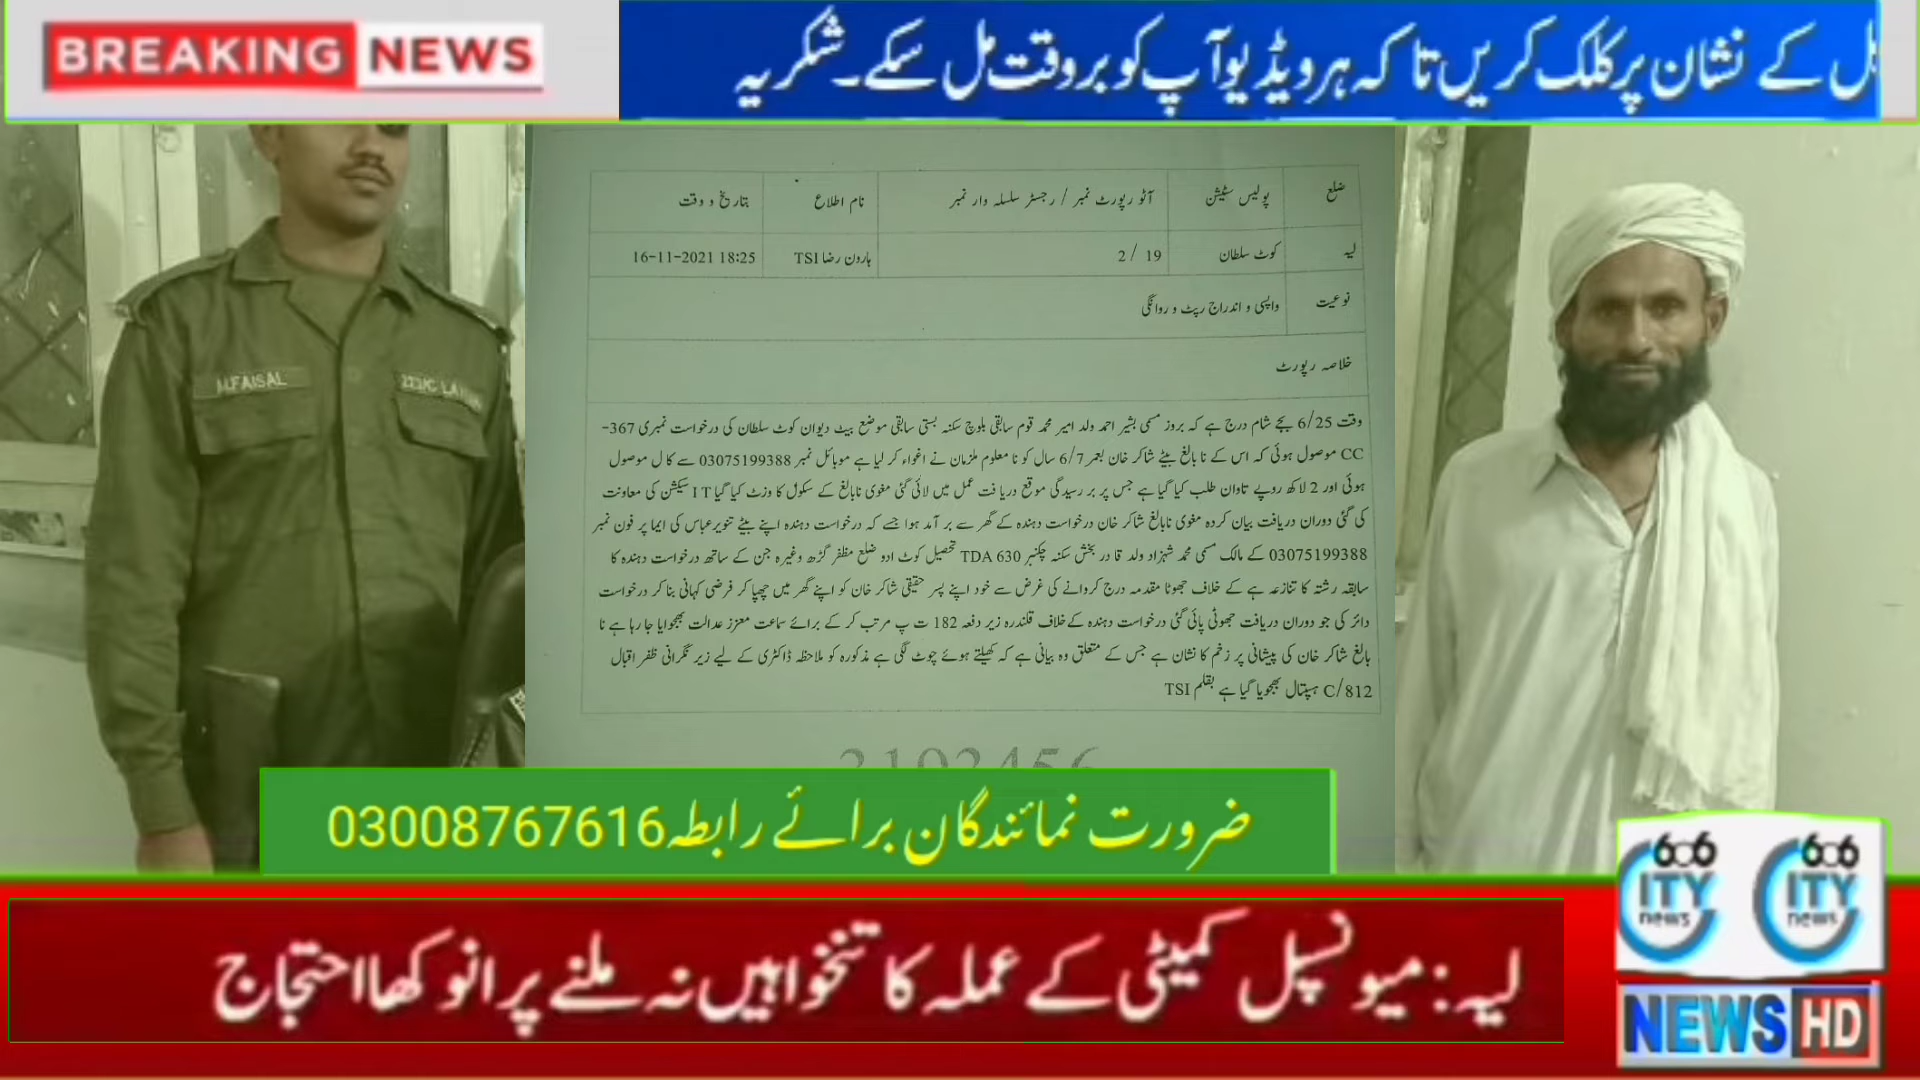 BREAKING NEWS
کے نشان پر کلک کریں تا کہ ہر ویڈیو آپ کو بروقت مل سکے۔ شکریہ
ضلع پولیس سٹیشن آٹو رپورٹ نمبر / رجسٹر سلسلہ وار نمبر نام اطلاع بتاریخ و وقت
لیہ کوٹ سلطان 19 /2 ہارون رضا TSI 16-11-2021 18:25
نوعیت واپسی و اندراج رپٹ و روانگی
خلاصہ رپورٹ
وقت 6/25 بجے شام درج ہے کہ بروز مسمی بشیر احمد ولد امیر محمد قوم سابقی بلوچ سکنہ بستی سابقی موضع بیٹ دیوان کوٹ سلطان کی درخواست نمبری 367-
CC موصول ہوئی کہ اس کے نا بالغ بیٹے شاکر خان بعمر 6/7 سال کو نا معلوم ملزمان نے اغواء کر لیا ہے موبائل نمبر 03075199388 سے کال موصول
ہوئی اور 2 لاکھ روپے تاوان طلب کیا گیا ہے جس پر بر رسیدگی موقع دریافت عمل میں لائی گئی مغوی نابالغ کے سکول کا وزٹ کیا گیا IT سیکشن کی معاونت
کی گئی دوران دریافت بیان کردہ مغوی نابالغ شاکر خان درخواست دہندہ کے گھر سے بر آمد ہوا جسے کہ درخواست دہندہ اپنے بیٹے تنویر عباس کی ایما پر فون نمبر
03075199388 کے مالک مسمی محمد شہزاد ولد قادر بخش سکنہ چکنمبر 630 TDA تحصیل کوٹ ادو ضلع مظفر گڑھ وغیرہ جن کے ساتھ درخواست دہندہ کا
سابقہ رشتہ کا تنازعہ ہے کے خلاف جھوٹا مقدمہ درج کروانے کی غرض سے خود اپنے پسر حقیقی شاکر خان کو اپنے گھر میں چھپا کر فرضی کہانی بنا کر درخواست
دائر کی جو دوران دریافت جھوٹی پائی گئی درخواست دہندہ کے خلاف قلندرہ زیر دفعہ 182 ت پ مرتب کر کے برائے سماعت معزز عدالت بھجوایا جا رہا ہے نا
بالغ شاکر خان کی پیشانی پر زخم کا نشان ہے جس کے متعلق وہ بیانی ہے کہ کھیلتے ہوئے چوٹ لگی ہے مذکورہ کو ملاحظہ ڈاکٹری کے لیے زیر نگرانی ظفر اقبال
812/C ہسپتال بھجویا گیا ہے بقلم TSI
M.FAISAL
ضرورت نمائندگان برائے رابطہ 03008767616
لیہ: میونسپل کمیٹی کے عملہ کا تنخواہیں نہ ملنے پر انوکھا احتجاج
606 606
CITY CITY
news news
NEWS HD